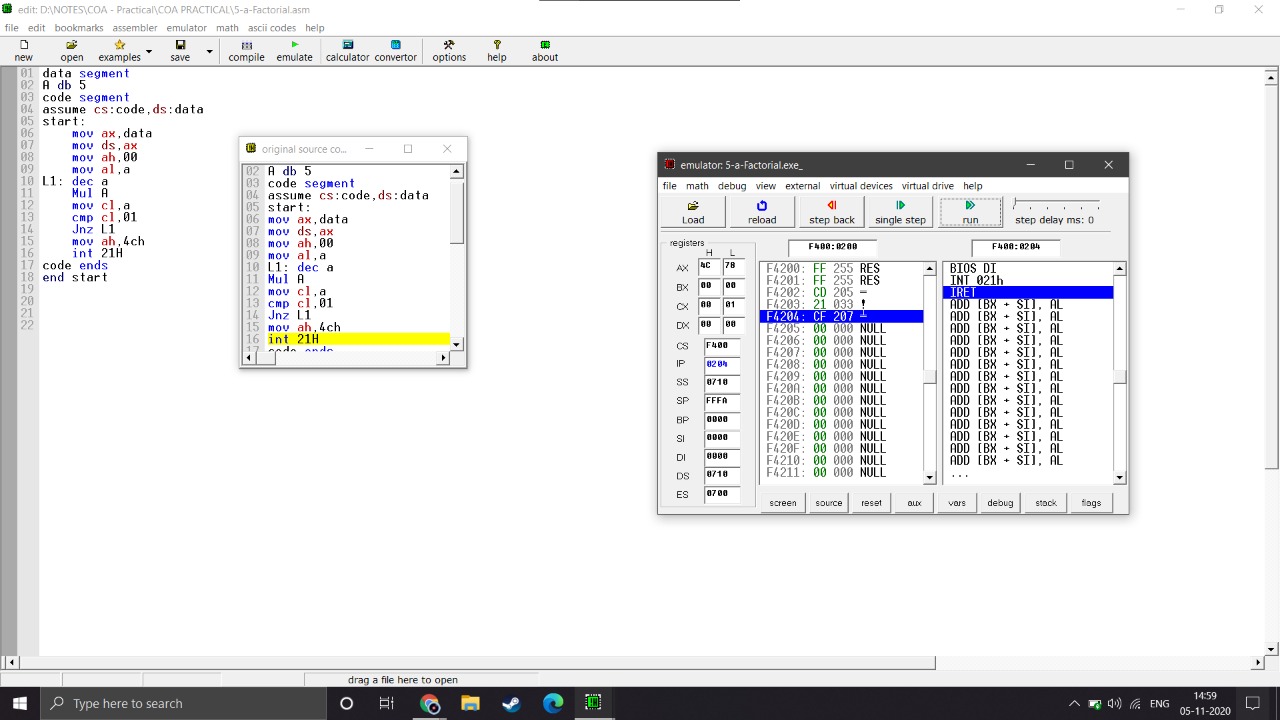 edit: D:\NOTES\COA - Practical\COA PRACTICAL\5-a-Factorial.asm
file edit bookmarks assembler emulator math ascii codes help
new open examples save compile emulate calculator convertor options help about
01 data segment
02 A db 5
03 code segment
04 assume cs:code,ds:data
05 start:
06 mov ax,data
07 mov ds,ax
08 mov ah,00
09 mov al,a
10 L1: dec a
11 Mul A
12 mov cl,a
13 cmp cl,01
14 Jnz L1
15 mov ah,4ch
16 int 21H
17 code ends
18 end start
19
20
21
22
original source co...
02 A db 5
03 code segment
04 assume cs:code,ds:data
05 start:
06 mov ax,data
07 mov ds,ax
08 mov ah,00
09 mov al,a
10 L1: dec a
11 Mul A
12 mov cl,a
13 cmp cl,01
14 Jnz L1
15 mov ah,4ch
16 int 21H
17 code ends
emulator: 5-a-Factorial.exe_
file math debug view external virtual devices virtual drive help
Load reload step back single step run step delay ms: 0
registers
H L
AX 4C 78
BX 00 00
CX 00 01
DX 00 00
CS F400
IP 0204
SS 0710
SP FFFA
BP 0000
SI 0000
DI 0000
DS 0710
ES 0700
F400:0200 F400:0204
F4200: FF 255 RES
F4201: FF 255 RES
F4202: CD 205 =
F4203: 21 033 !
F4204: CF 207 ╧
F4205: 00 000 NULL
F4206: 00 000 NULL
F4207: 00 000 NULL
F4208: 00 000 NULL
F4209: 00 000 NULL
F420A: 00 000 NULL
F420B: 00 000 NULL
F420C: 00 000 NULL
F420D: 00 000 NULL
F420E: 00 000 NULL
F420F: 00 000 NULL
F4210: 00 000 NULL
F4211: 00 000 NULL
BIOS DI
INT 021h
IRET
ADD [BX + SI], AL
ADD [BX + SI], AL
ADD [BX + SI], AL
ADD [BX + SI], AL
ADD [BX + SI], AL
ADD [BX + SI], AL
ADD [BX + SI], AL
ADD [BX + SI], AL
ADD [BX + SI], AL
ADD [BX + SI], AL
ADD [BX + SI], AL
ADD [BX + SI], AL
ADD [BX + SI], AL
ADD [BX + SI], AL
...
screen source reset aux vars debug stack flags
drag a file here to open
Type here to search
ENG
14:59
05-11-2020